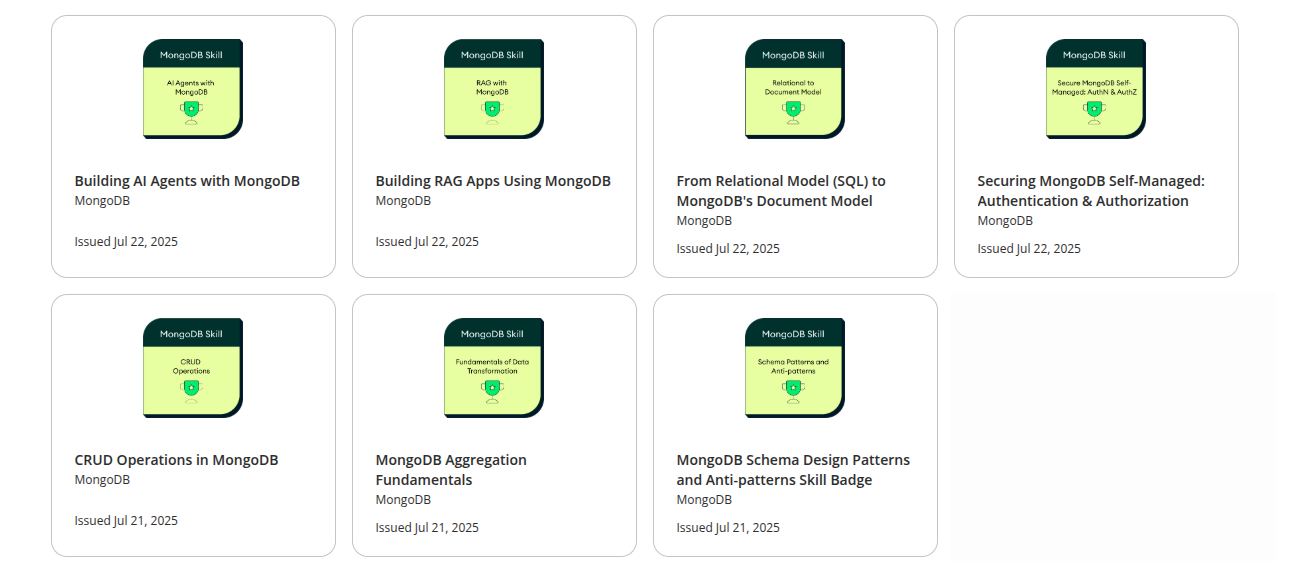 MongoDB Skill
AI Agents with
MongoDB
Building AI Agents with MongoDB
MongoDB
Issued Jul 22, 2025
MongoDB Skill
RAG with
MongoDB
Building RAG Apps Using MongoDB
MongoDB
Issued Jul 22, 2025
MongoDB Skill
Relational to
Document Model
From Relational Model (SQL) to
MongoDB's Document Model
MongoDB
Issued Jul 22, 2025
MongoDB Skill
Secure MongoDB Self-
Managed: AuthN & AuthZ
Securing MongoDB Self-Managed:
Authentication & Authorization
MongoDB
Issued Jul 22, 2025
MongoDB Skill
CRUD
Operations
CRUD Operations in MongoDB
MongoDB
Issued Jul 21, 2025
MongoDB Skill
Fundamentals of Data
Transformation
MongoDB Aggregation
Fundamentals
MongoDB
Issued Jul 21, 2025
MongoDB Skill
Schema Patterns and
Anti-patterns
MongoDB Schema Design Patterns
and Anti-patterns Skill Badge
MongoDB
Issued Jul 21, 2025